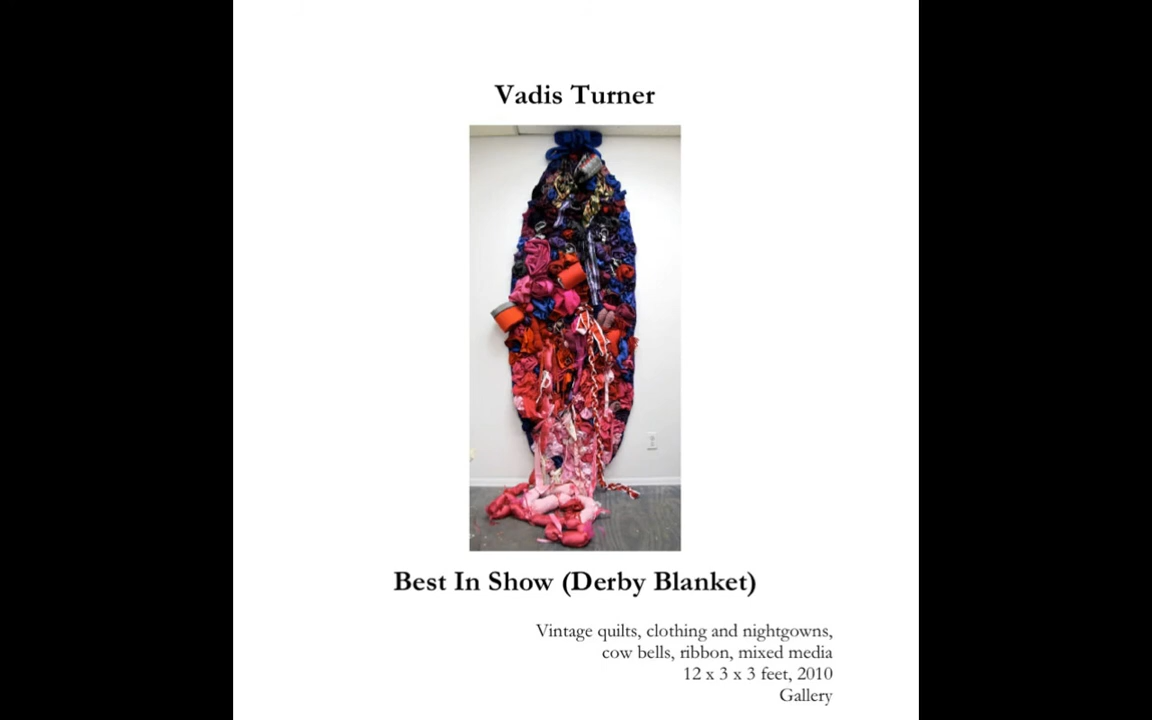 Vadis Turner
Best In Show (Derby Blanket)
Vintage quilts, clothing and nightgowns,
cow bells, ribbon, mixed media
12 x 3 x 3 feet, 2010
Gallery